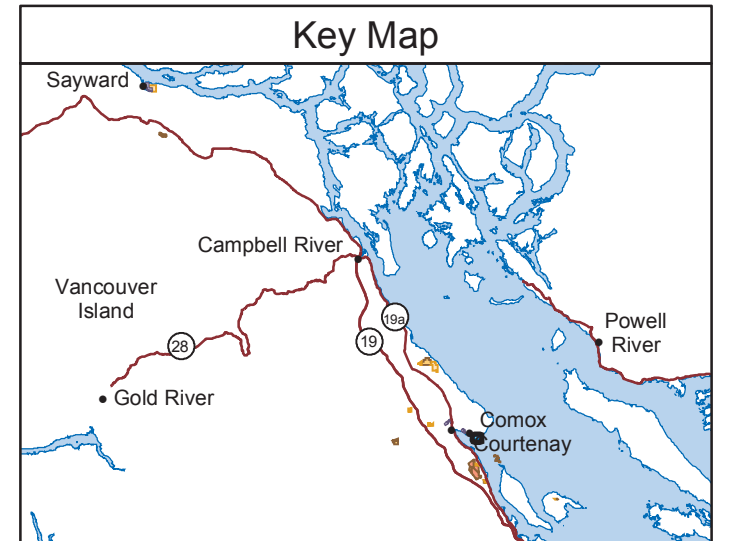 Key Map
Sayward
Campbell River
Vancouver
Island
19a
Powell
River
28
19
Gold River
Comox
Courtenay